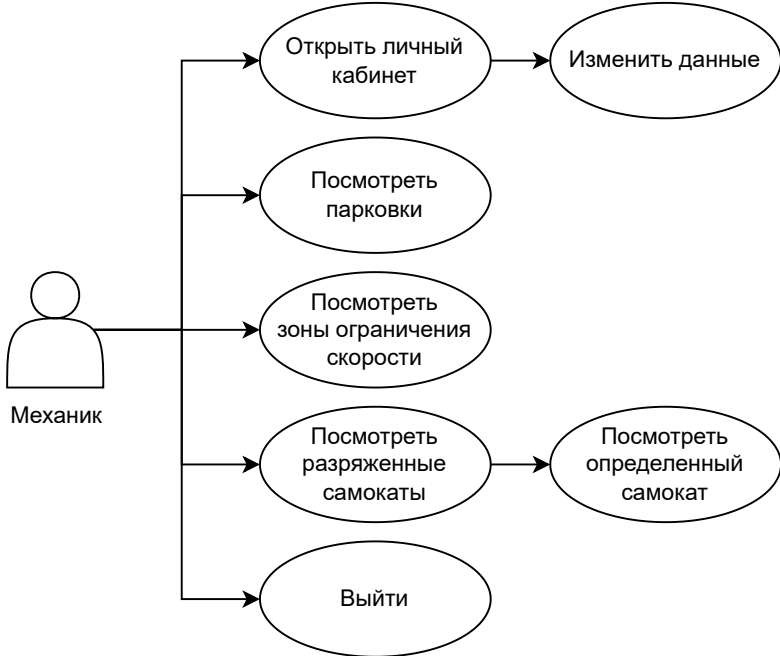 Открыть личный
кабинет
Изменить данные
Посмотреть
парковки
Посмотреть
зоны ограничения
скорости
Механик
Посмотреть
разряженные
самокаты
Посмотреть
определенный
самокат
Выйти